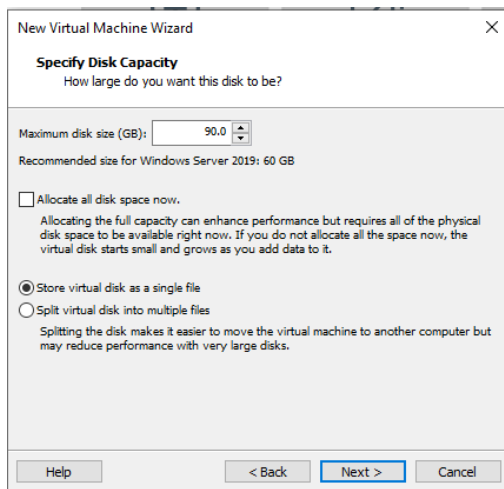 New Virtual Machine Wizard
Specify Disk Capacity
How large do you want this disk to be?
Maximum disk size (GB): 90.0
Recommended size for Windows Server 2019: 60 GB
Allocate all disk space now.
Allocating the full capacity can enhance performance but requires all of the physical
disk space to be available right now. If you do not allocate all the space now, the
virtual disk starts small and grows as you add data to it.
Store virtual disk as a single file
Split virtual disk into multiple files
Splitting the disk makes it easier to move the virtual machine to another computer but
may reduce performance with very large disks.
Help < Back Next > Cancel